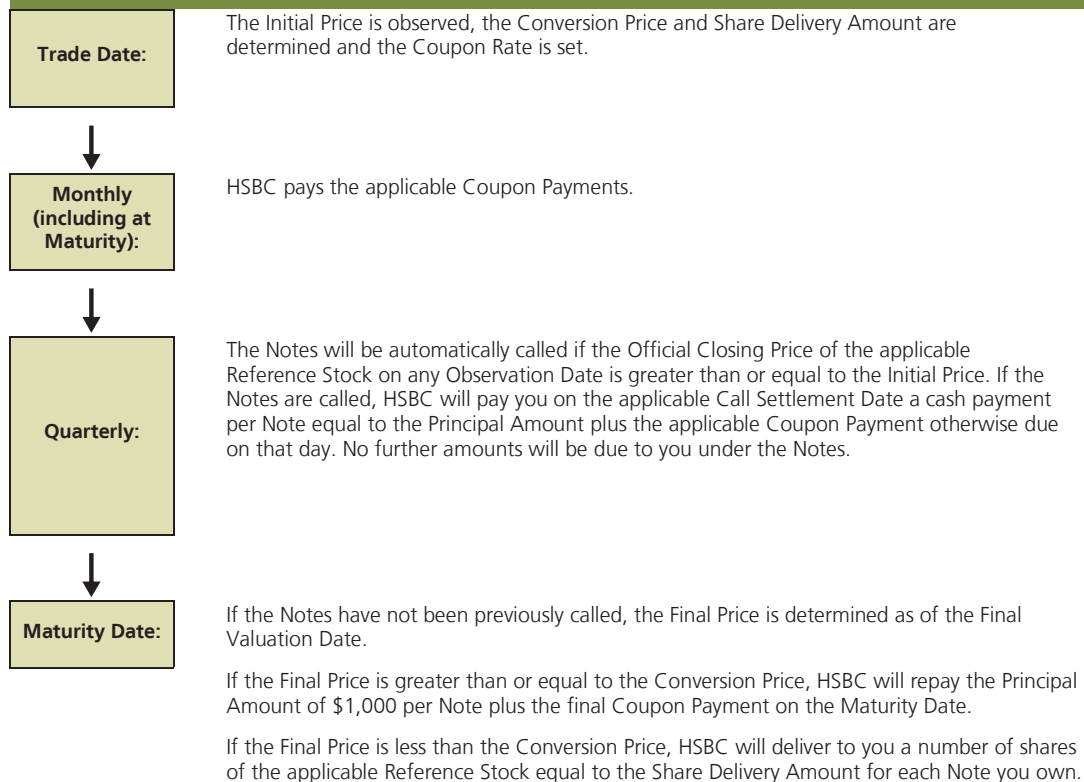 Trade Date:
The Initial Price is observed, the Conversion Price and Share Delivery Amount are
determined and the Coupon Rate is set.
Monthly
(including at
Maturity):
HSBC pays the applicable Coupon Payments.
Quarterly:
The Notes will be automatically called if the Official Closing Price of the applicable
Reference Stock on any Observation Date is greater than or equal to the Initial Price. If the
Notes are called, HSBC will pay you on the applicable Call Settlement Date a cash payment
per Note equal to the Principal Amount plus the applicable Coupon Payment otherwise due
on that day. No further amounts will be due to you under the Notes.
Maturity Date:
If the Notes have not been previously called, the Final Price is determined as of the Final
Valuation Date.
If the Final Price is greater than or equal to the Conversion Price, HSBC will repay the Principal
Amount of $1,000 per Note plus the final Coupon Payment on the Maturity Date.
If the Final Price is less than the Conversion Price, HSBC will deliver to you a number of shares
of the applicable Reference Stock equal to the Share Delivery Amount for each Note you own.